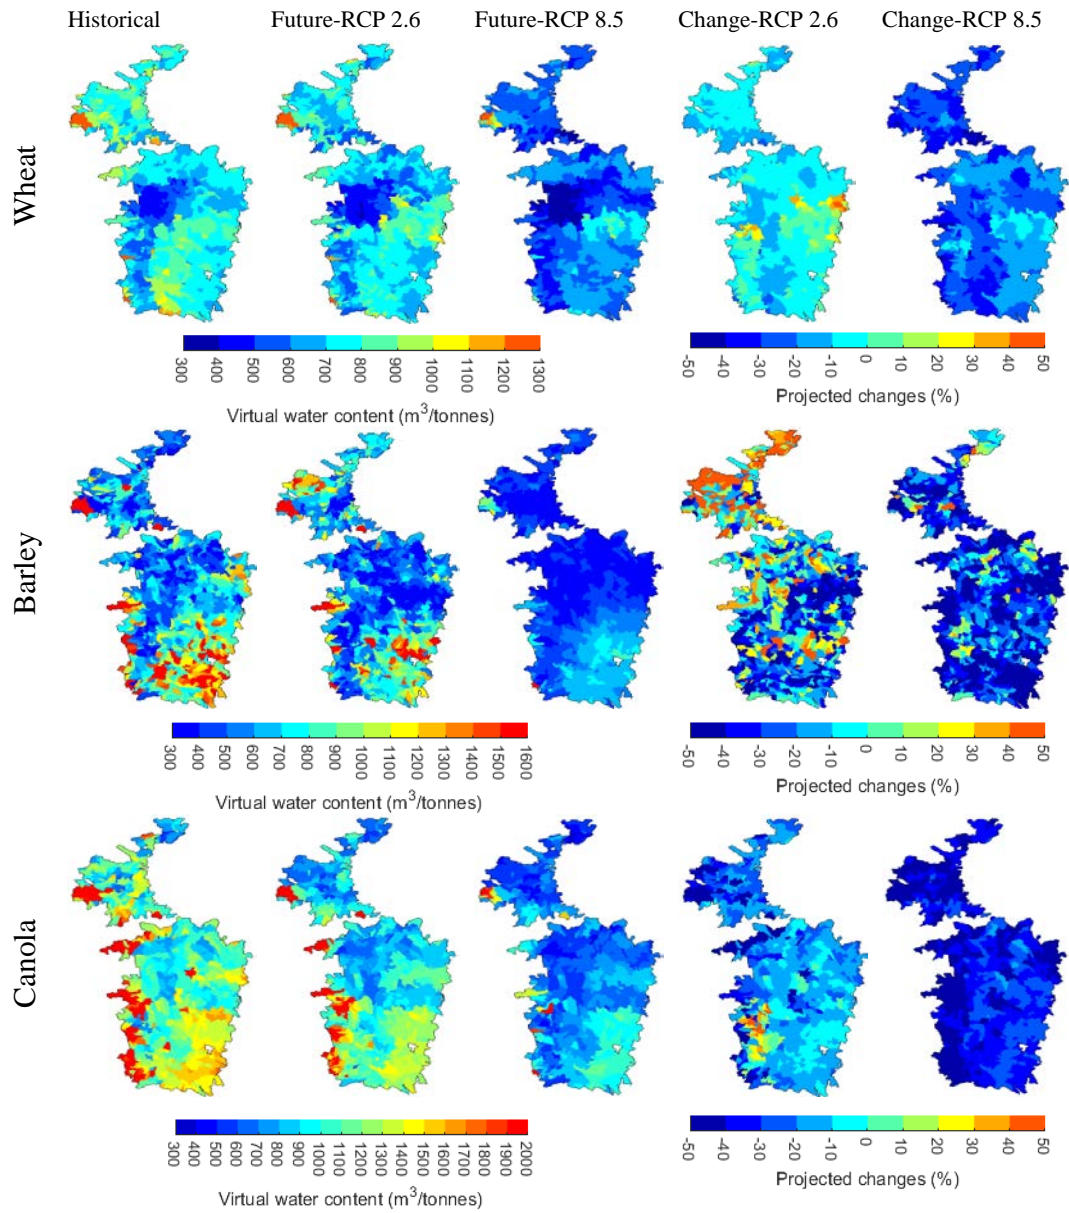 Historical Future-RCP 2.6 Future-RCP 8.5 Change-RCP 2.6 Change-RCP 8.5
Wheat
300 400 500 600 700 800 900 1000 1100 1200 1300
Virtual water content (m³/tonnes)
-50 -40 -30 -20 -10 0 10 20 30 40 50
Projected changes (%)
Barley
300 400 500 600 700 800 900 1000 1100 1200 1300 1400 1500 1600
Virtual water content (m³/tonnes)
-50 -40 -30 -20 -10 0 10 20 30 40 50
Projected changes (%)
Canola
300 400 500 600 700 800 900 1000 1100 1200 1300 1400 1500 1600 1700 1800 1900 2000
Virtual water content (m³/tonnes)
-50 -40 -30 -20 -10 0 10 20 30 40 50
Projected changes (%)